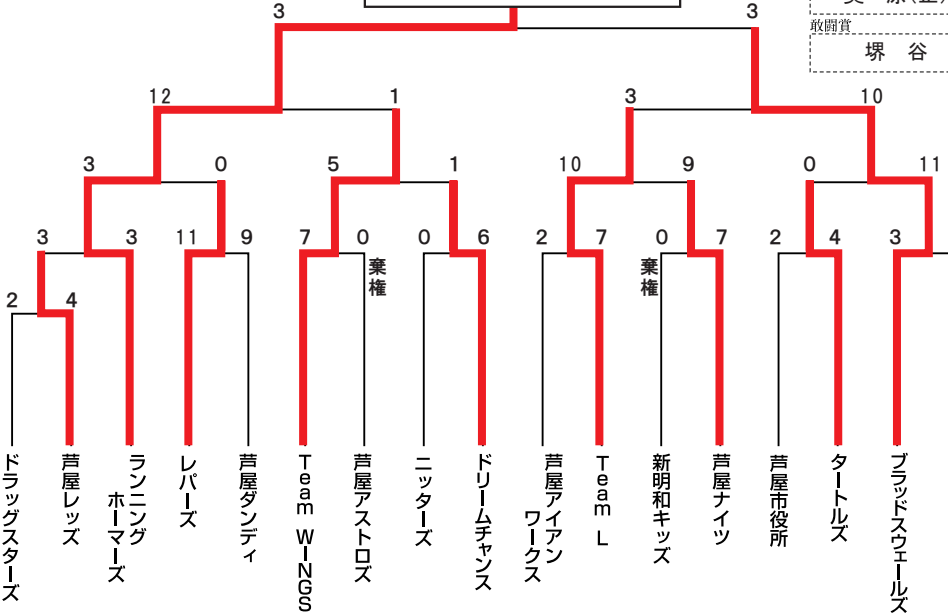 敢闘賞
堺 谷
3 3
12 1 3 10
3 0 5 1 10 9 0 11
3 3 11 9 7 0 0 6 2 7 0 7 2 4 3
棄権
棄権
2 4
ドラッグスターズ
芦屋レッズ
ランニング
ホーマーズ
レパーズ
芦屋ダンディ
Team WINGS
芦屋アストロズ
ニッターズ
ドリームチャンス
芦屋アイアン
ワークス
Team L
新明和キッズ
芦屋ナイツ
芦屋市役所
タートルズ
ブラッドスウェールズ